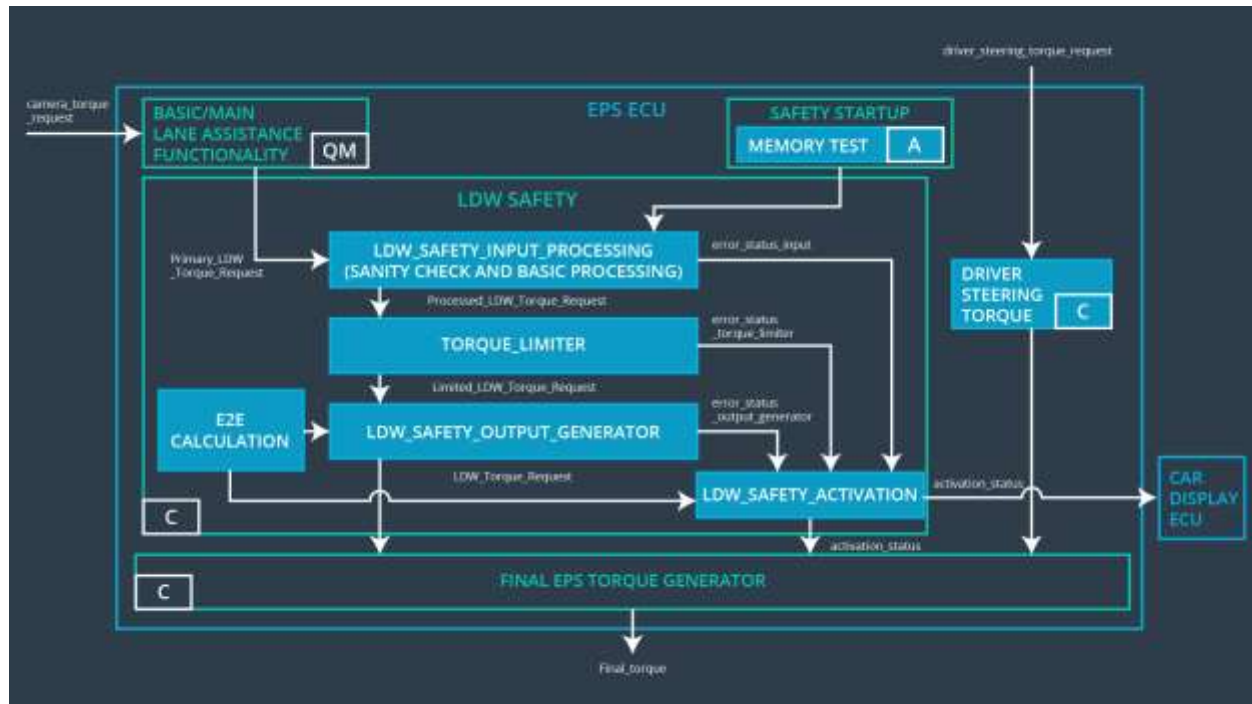 driver_steering_torque_request
camera_torque
_request
EPS ECU
BASIC/MAIN
LANE ASSISTANCE
FUNCTIONALITY
QM
SAFETY STARTUP
MEMORY TEST
A
LDW SAFETY
Primary_LDW
_Torque_Request
LDW_SAFETY_INPUT_PROCESSING
(SANITY CHECK AND BASIC PROCESSING)
error_status_input
DRIVER
STEERING
TORQUE
C
Processed_LDW_Torque_Request
TORQUE_LIMITER
error_status
_torque_limiter
Limited_LDW_Torque_Request
E2E
CALCULATION
LDW_SAFETY_OUTPUT_GENERATOR
error_status
_output_generator
LDW_Torque_Request
LDW_SAFETY_ACTIVATION
activation_status
CAR
DISPLAY
ECU
C
activation_status
FINAL EPS TORQUE GENERATOR
C
Final_torque